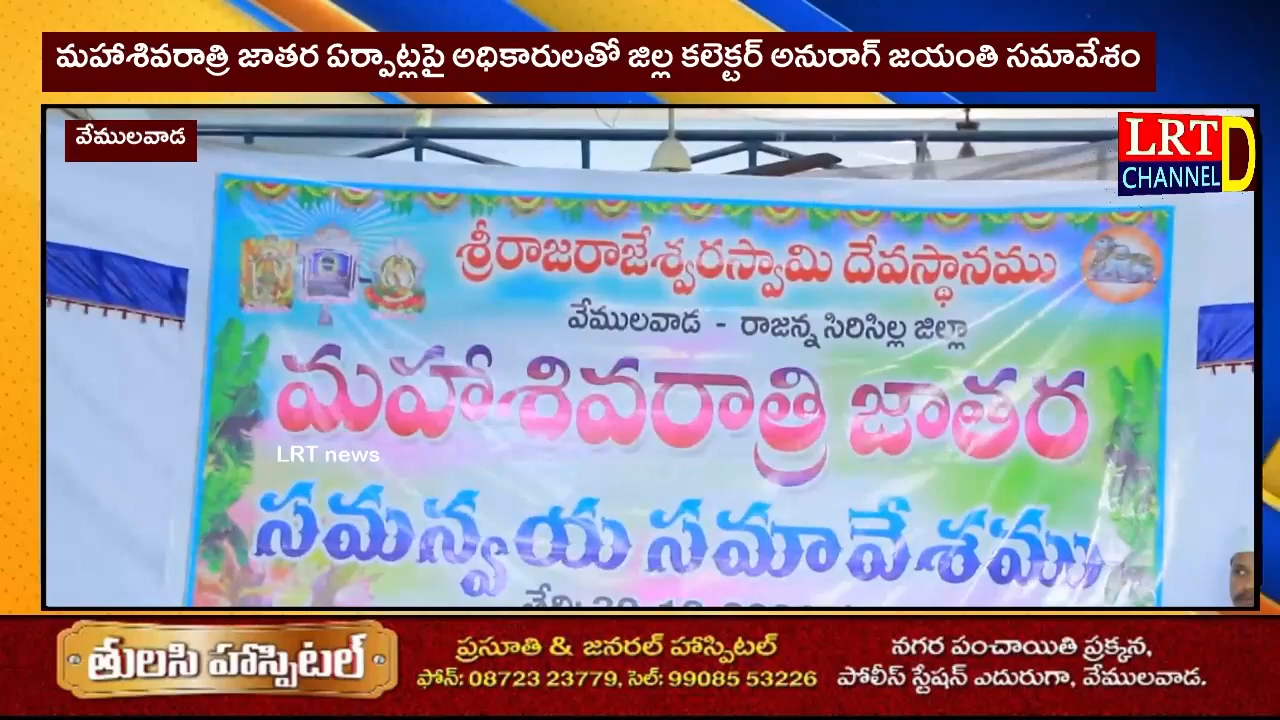 మహాశివరాత్రి జాతర ఏర్పాట్లపై అధికారులతో జిల్ల కలెక్టర్ అనురాగ్ జయంతి సమావేశం
వేములవాడ
LRT
CHANNEL
D
శ్రీరాజరాజేశ్వరస్వామి దేవస్థానము
వేములవాడ - రాజన్న సిరిసిల్ల జిల్లా
మహాశివరాత్రి జాతర
LRT news
సమన్వయ సమావేశము
తులసి హాస్పిటల్
ప్రసూతి & జనరల్ హాస్పిటల్
ఫోన్: 08723 23779, సెల్: 99085 53226
నగర పంచాయితి ప్రక్కన,
పోలీస్ స్టేషన్ ఎదురుగా, వేములవాడ.